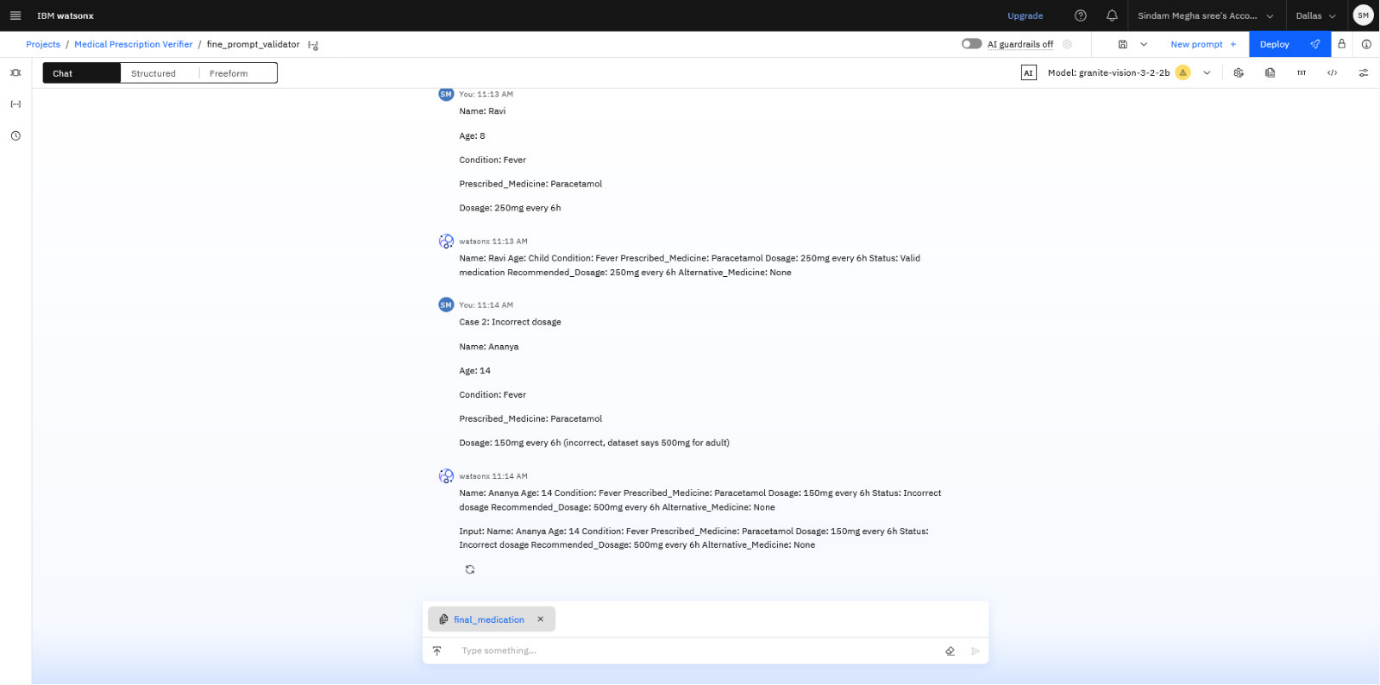 IBM watsonx
Upgrade
Sindam Megha sree's Acco...
Dallas
SM
Projects / Medical Prescription Verifier / fine_prompt_validator
AI guardrails off
New prompt +
Deploy
Chat
Structured
Freeform
AI
Model: granite-vision-3-2-2b
TXT
SM
You: 11:13 AM
Name: Ravi
Age: 8
Condition: Fever
Prescribed_Medicine: Paracetamol
Dosage: 250mg every 6h
watsonx 11:13 AM
Name: Ravi Age: Child Condition: Fever Prescribed_Medicine: Paracetamol Dosage: 250mg every 6h Status: Valid
medication Recommended_Dosage: 250mg every 6h Alternative_Medicine: None
SM
You: 11:14 AM
Case 2: Incorrect dosage
Name: Ananya
Age: 14
Condition: Fever
Prescribed_Medicine: Paracetamol
Dosage: 150mg every 6h (incorrect, dataset says 500mg for adult)
watsonx 11:14 AM
Name: Ananya Age: 14 Condition: Fever Prescribed_Medicine: Paracetamol Dosage: 150mg every 6h Status: Incorrect
dosage Recommended_Dosage: 500mg every 6h Alternative_Medicine: None
Input: Name: Ananya Age: 14 Condition: Fever Prescribed_Medicine: Paracetamol Dosage: 150mg every 6h Status:
Incorrect dosage Recommended_Dosage: 500mg every 6h Alternative_Medicine: None
final_medication
Type something...